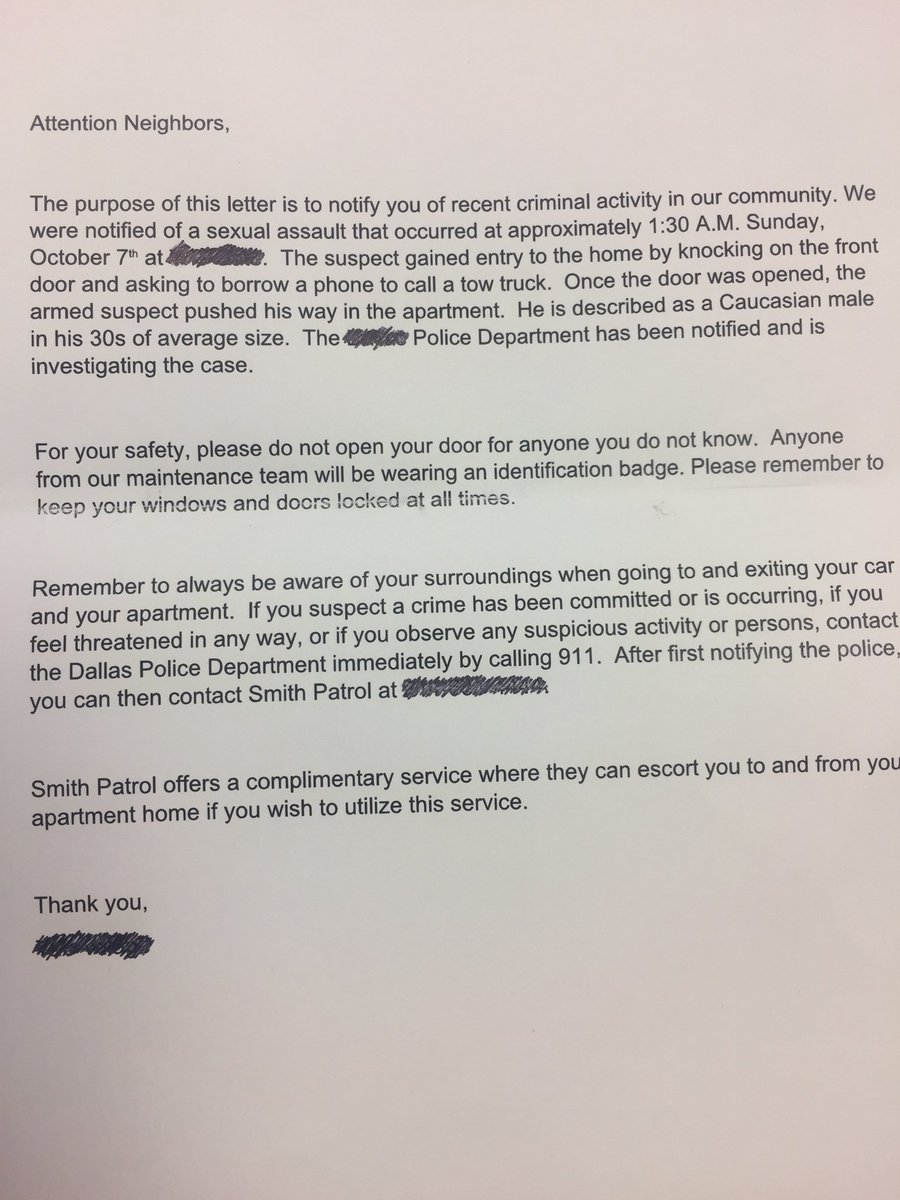 Attention Neighbors,
The purpose of this letter is to notify you of recent criminal activity in our community. We
were notified of a sexual assault that occurred at approximately 1:30 A.M. Sunday,
October 7th at . The suspect gained entry to the home by knocking on the front
door and asking to borrow a phone to call a tow truck. Once the door was opened, the
armed suspect pushed his way in the apartment. He is described as a Caucasian male
in his 30s of average size. The Police Department has been notified and is
investigating the case.
For your safety, please do not open your door for anyone you do not know. Anyone
from our maintenance team will be wearing an identification badge. Please remember to
keep your windows and doors locked at all times.
Remember to always be aware of your surroundings when going to and exiting your car
and your apartment. If you suspect a crime has been committed or is occurring, if you
feel threatened in any way, or if you observe any suspicious activity or persons, contact
the Dallas Police Department immediately by calling 911. After first notifying the police,
you can then contact Smith Patrol at .
Smith Patrol offers a complimentary service where they can escort you to and from you
apartment home if you wish to utilize this service.
Thank you,